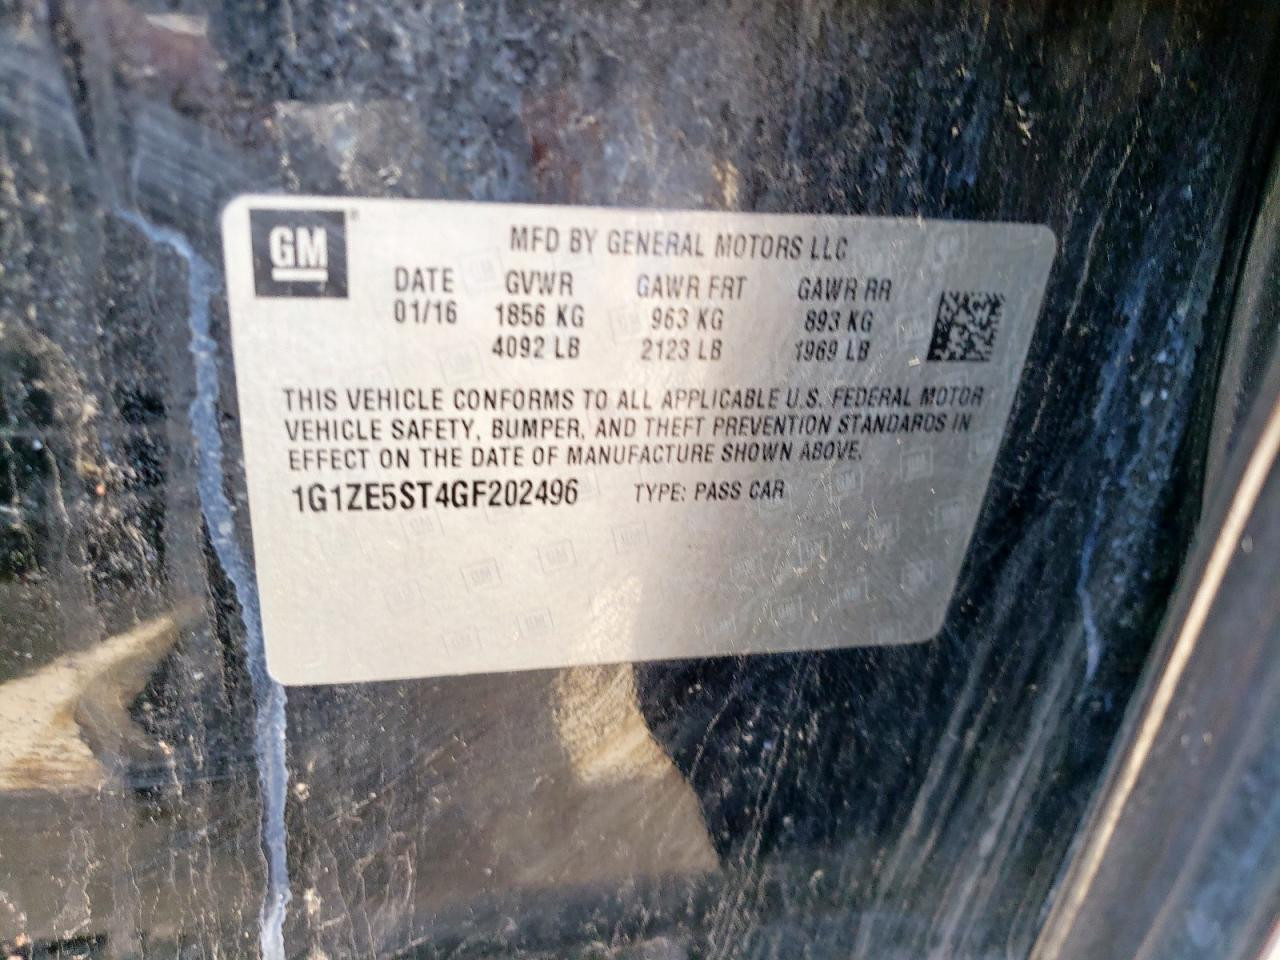 GM
MFD BY GENERAL MOTORS LLC
DATE GVWR GAWR FRT GAWR RR
01/16 1856 KG 963 KG 893 KG
4092 LB 2123 LB 1969 LB
THIS VEHICLE CONFORMS TO ALL APPLICABLE U.S. FEDERAL MOTOR
VEHICLE SAFETY, BUMPER, AND THEFT PREVENTION STANDARDS IN
EFFECT ON THE DATE OF MANUFACTURE SHOWN ABOVE.
1G1ZE5ST4GF202496 TYPE: PASS CAR